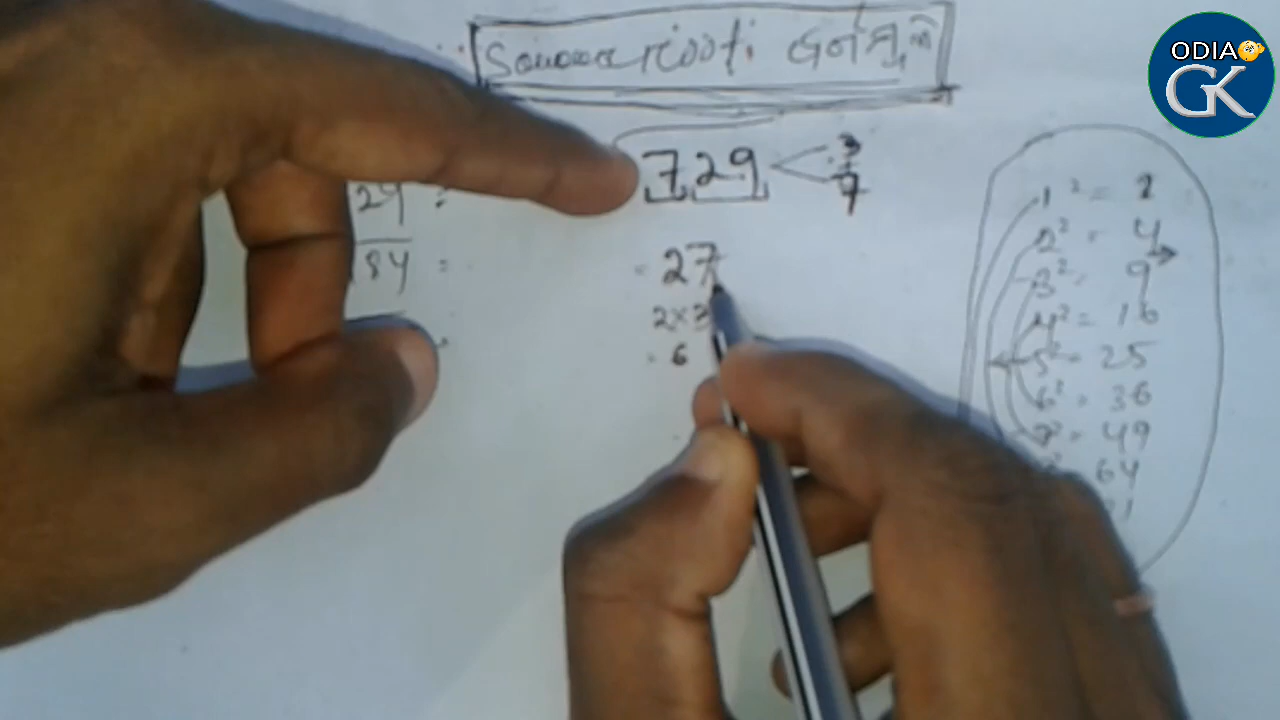 ODIA GK
Square root
729 < 3
7
29 ?
184 =
= 27
2×3
= 6
1² = 1
2² = 4
3² = 9
4² = 16
5² = 25
6² = 36
7² = 49
64